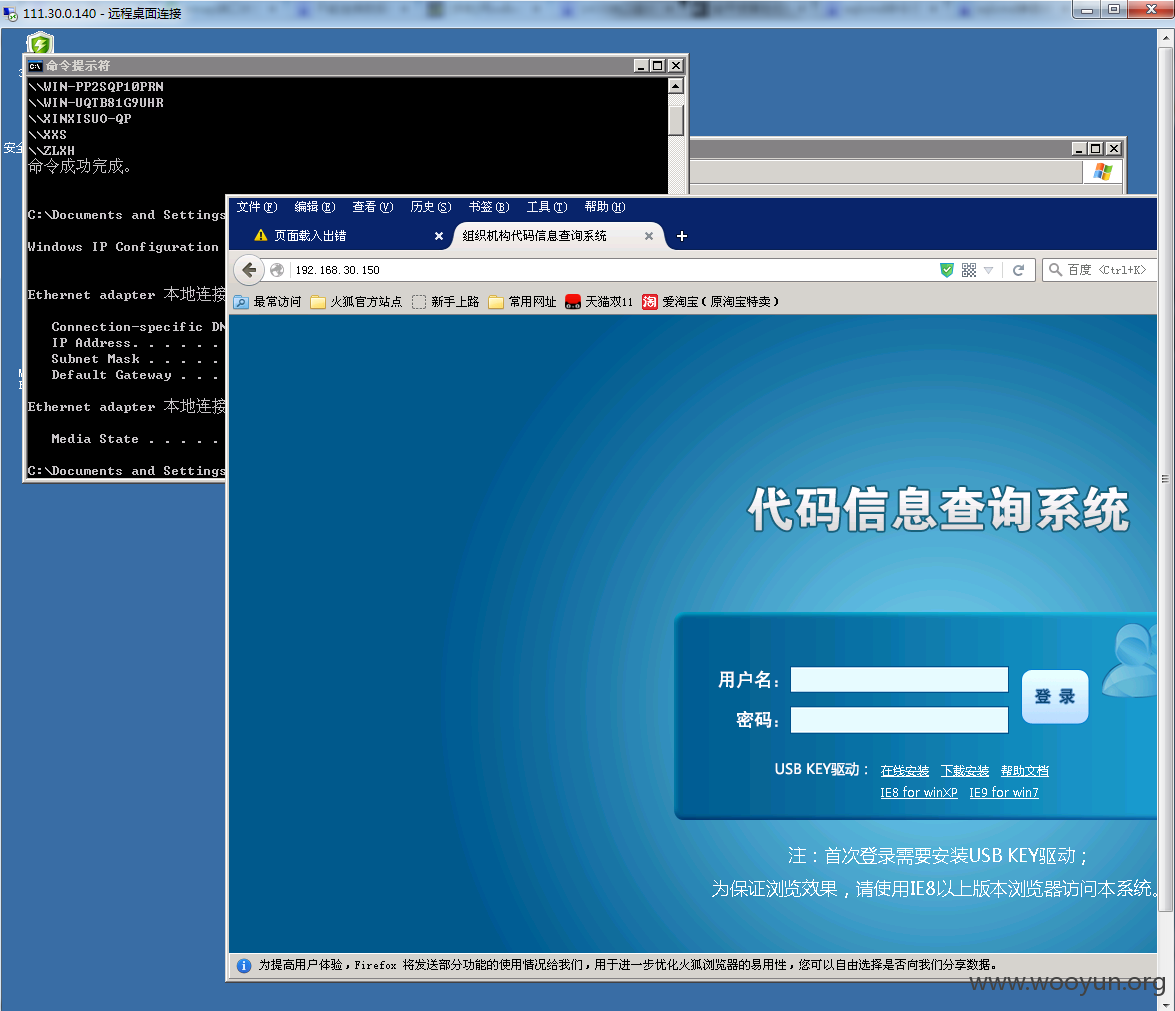 111.30.0.140 - 远程桌面连接
命令提示符
\\WIN-PP2SQP10PRN
\\WIN-UQTB81G9UHR
\\XINXISUO-QP
\\XXS
\\ZLXH
命令成功完成。
C:\Documents and Settings
Windows IP Configuration
Ethernet adapter 本地连接
Connection-specific DN
IP Address. . . . . .
Subnet Mask . . . . .
Default Gateway . . .
Ethernet adapter 本地连接
Media State . . . . .
C:\Documents and Settings
安全
文件(F) 编辑(E) 查看(V) 历史(S) 书签(B) 工具(T) 帮助(H)
页面载入出错 组织机构代码信息查询系统
192.168.30.150 百度 <Ctrl+K>
最常访问 火狐官方站点 新手上路 常用网址 天猫双11 爱淘宝(原淘宝特卖)
代码信息查询系统
用户名：
密码：
登 录
USB KEY驱动： 在线安装 下载安装 帮助文档
IE8 for winXP IE9 for win7
注：首次登录需要安装USB KEY驱动；
为保证浏览效果，请使用IE8以上版本浏览器访问本系统。
为提高用户体验，Firefox 将发送部分功能的使用情况给我们，用于进一步优化火狐浏览器的易用性，您可以自由选择是否向我们分享数据。
www.wooyun.org